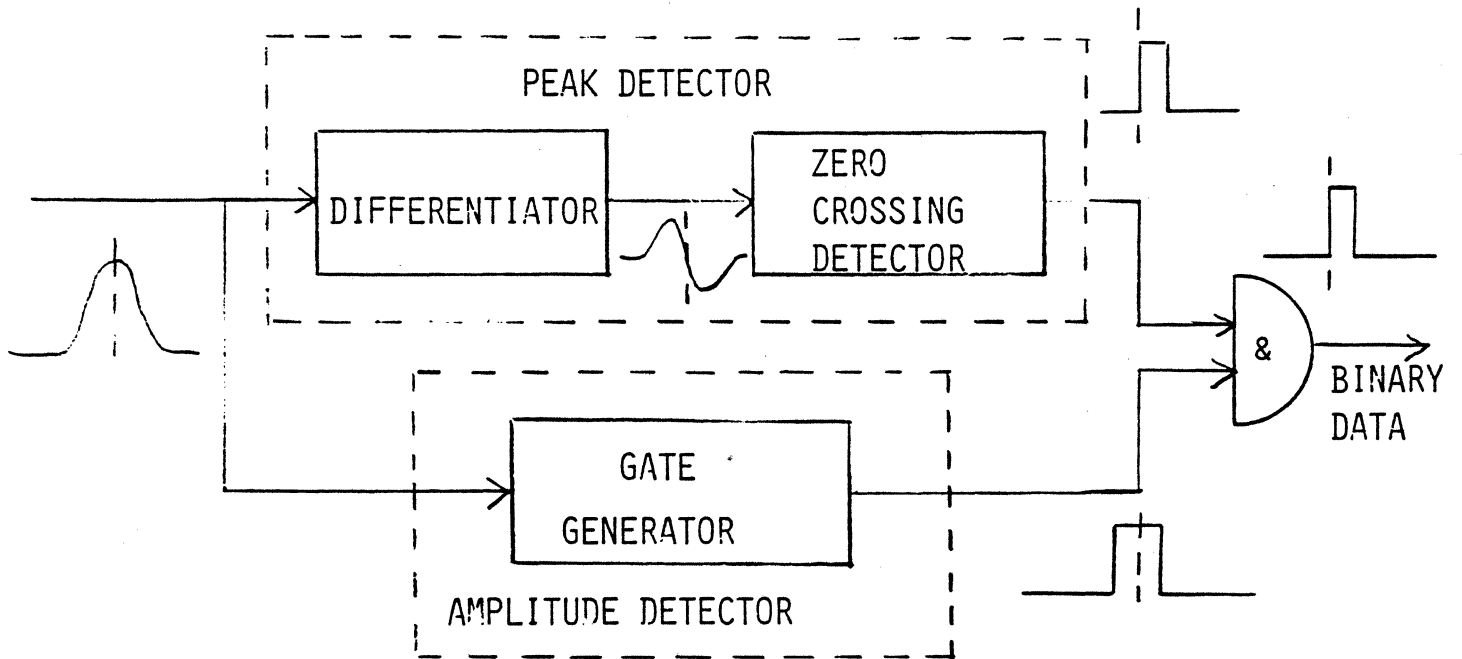 PEAK DETECTOR
DIFFERENTIATOR
ZERO
CROSSING
DETECTOR
&
BINARY
DATA
GATE
GENERATOR
AMPLITUDE DETECTOR